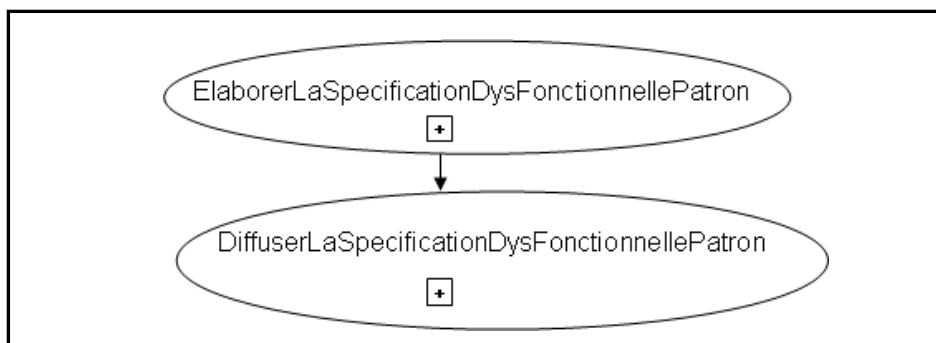 ElaborerLaSpecificationDysFonctionnellePatron
+
DiffuserLaSpecificationDysFonctionnellePatron
+